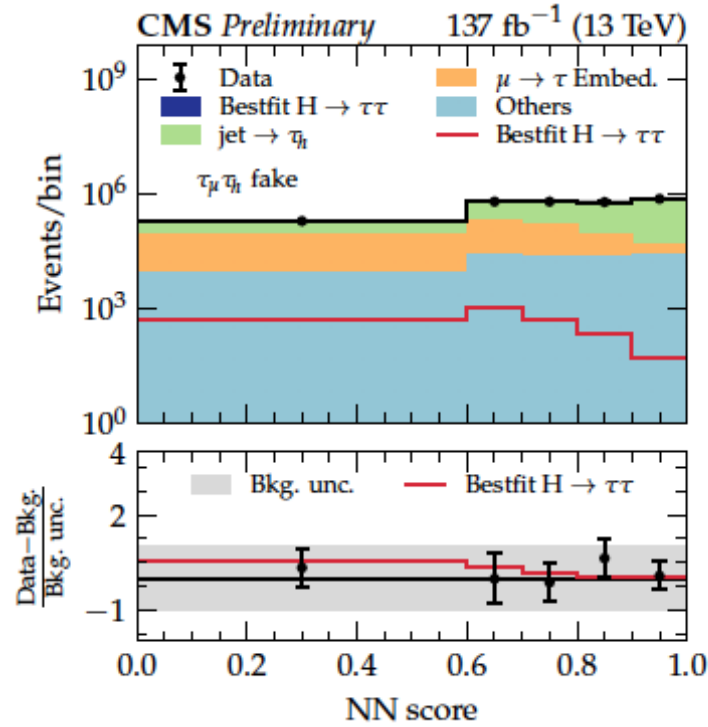 CMS Preliminary 137 fb⁻¹ (13 TeV)
10⁹
10⁶
10³
10⁰
Events/bin
Data
μ → τ Embed.
Bestfit H → ττ
Others
jet → τₕ
Bestfit H → ττ
τ_μ τₕ fake
4
2
−1
Data−Bkg.
Bkg. unc.
Bkg. unc.
Bestfit H → ττ
0.0 0.2 0.4 0.6 0.8 1.0
NN score